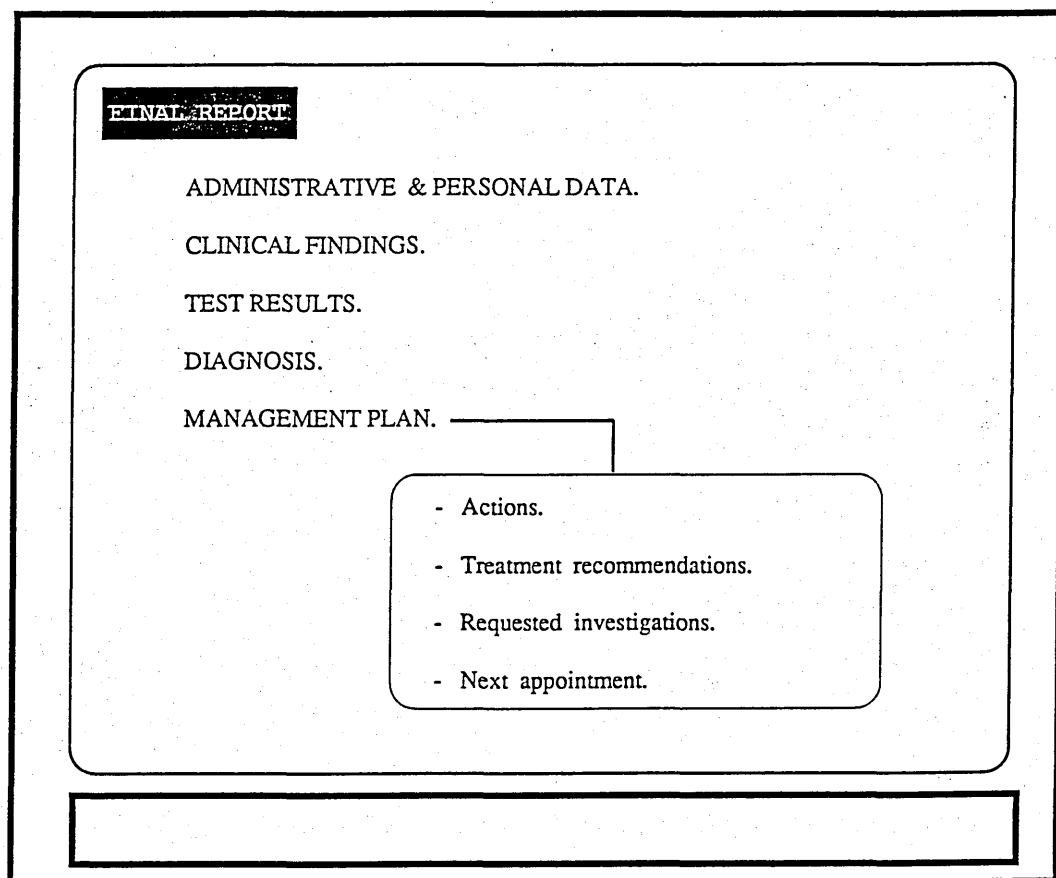 FINAL REPORT
ADMINISTRATIVE & PERSONAL DATA.
CLINICAL FINDINGS.
TEST RESULTS.
DIAGNOSIS.
MANAGEMENT PLAN.
- Actions.
- Treatment recommendations.
- Requested investigations.
- Next appointment.